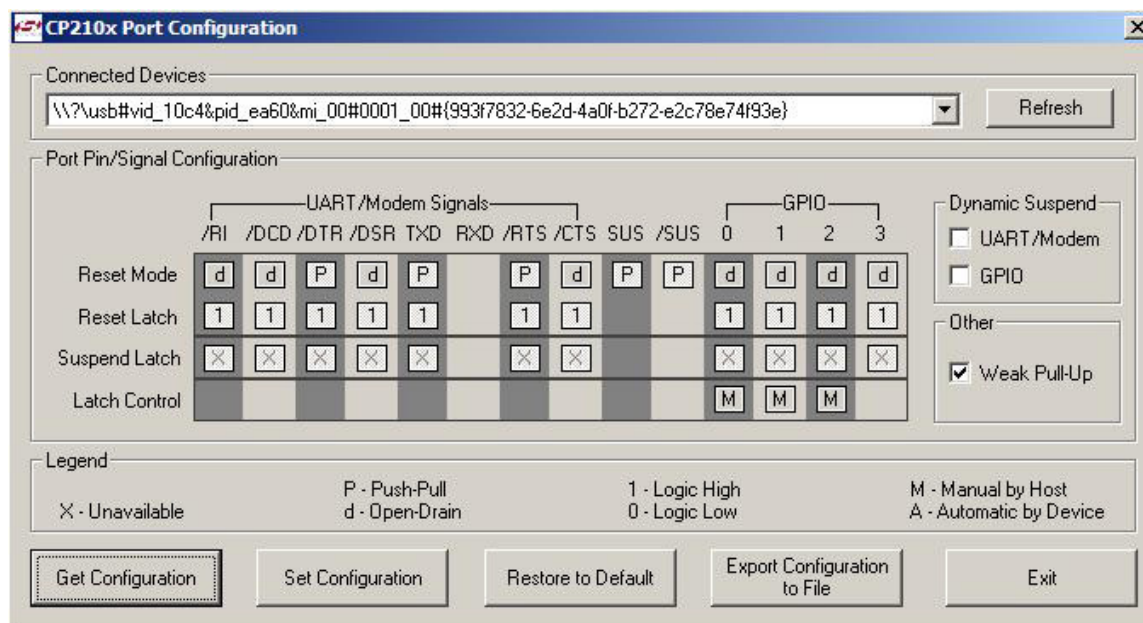 CP210x Port Configuration
Connected Devices
\\?\usb#vid_10c4&pid_ea60&mi_00#0001_00#{993f7832-6e2d-4a0f-b272-e2c78e74f93e}
Refresh
Port Pin/Signal Configuration
UART/Modem Signals GPIO
/RI /DCD /DTR /DSR TXD RXD /RTS /CTS SUS /SUS 0 1 2 3
Reset Mode d d P d P P d P P d d d d
Reset Latch 1 1 1 1 1 1 1 1 1 1 1
Suspend Latch X X X X X X X X X X X
Latch Control M M M
Dynamic Suspend
UART/Modem
GPIO
Other
Weak Pull-Up
Legend
X - Unavailable
P - Push-Pull
d - Open-Drain
1 - Logic High
0 - Logic Low
M - Manual by Host
A - Automatic by Device
Get Configuration
Set Configuration
Restore to Default
Export Configuration
to File
Exit